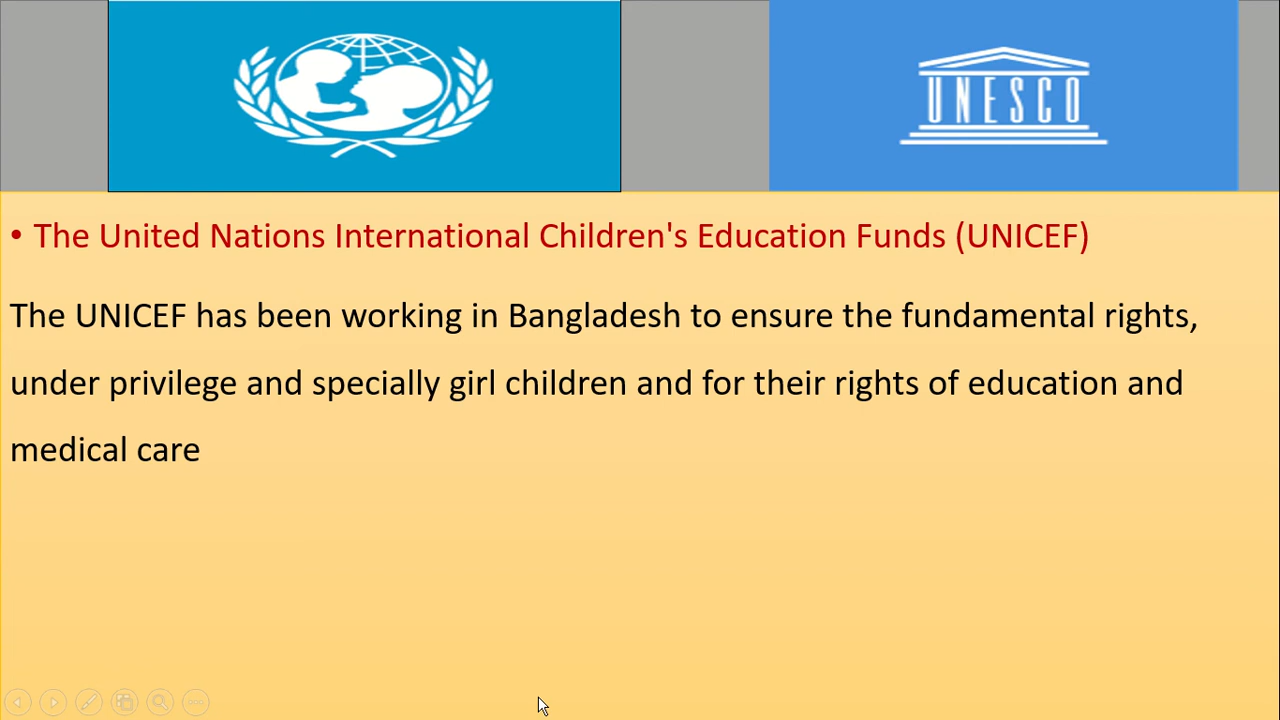 UNESCO
• The United Nations International Children's Education Funds (UNICEF)
The UNICEF has been working in Bangladesh to ensure the fundamental rights,
under privilege and specially girl children and for their rights of education and
medical care